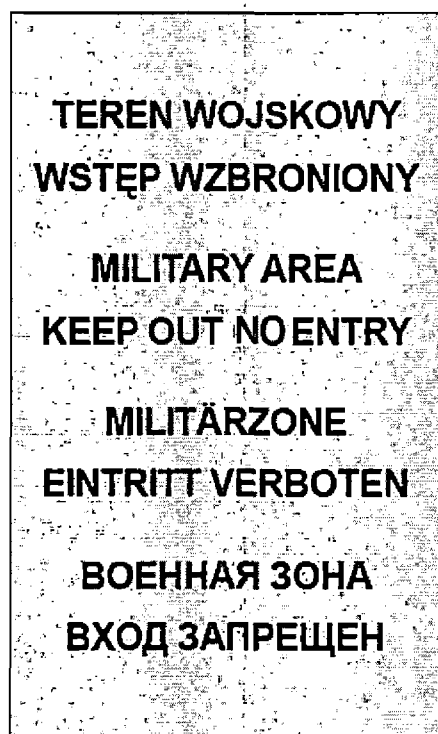 TEREN WOJSKOWY
WSTĘP WZBRONIONY
MILITARY AREA
KEEP OUT NO ENTRY
MILITÄRZONE
EINTRITT VERBOTEN
ВОЕННАЯ ЗОНА
ВХОД ЗАПРЕЩЕН